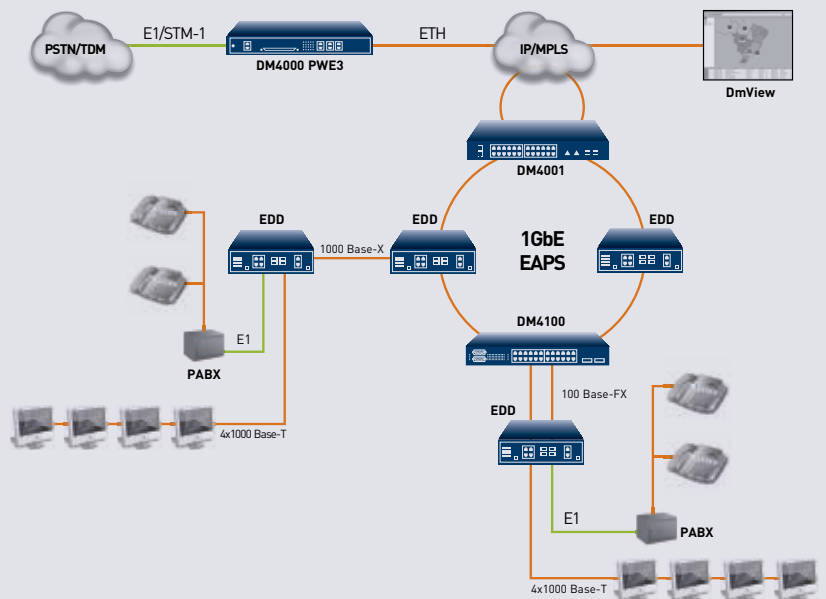 E1/STM-1
ETH
PSTN/TDM
IP/MPLS
DM4000 PWE3
DmView
DM4001
EDD
EDD
EDD
1GbE
EAPS
1000 Base-X
DM4100
E1
PABX
100 Base-FX
EDD
4x1000 Base-T
E1
PABX
4x1000 Base-T